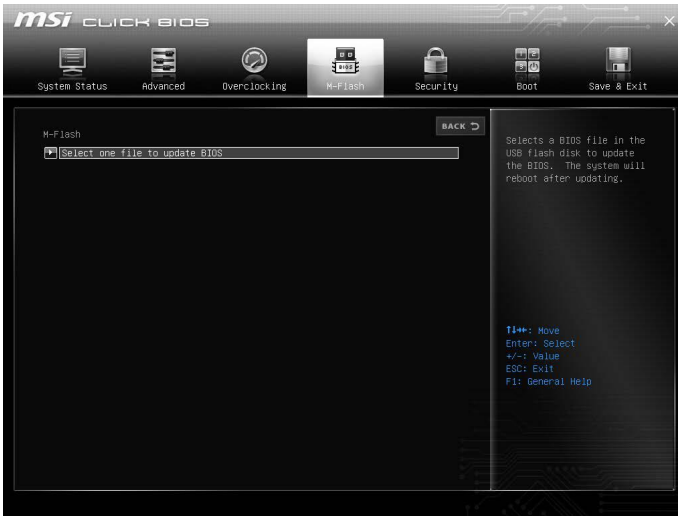 msi CLICK BIOS
System Status
Advanced
Overclocking
BIOS
M-Flash
Security
Boot
Save & Exit
M-Flash
BACK
Select one file to update BIOS
Selects a BIOS file in the
USB flash disk to update
the BIOS. The system will
reboot after updating.
↑↓→←: Move
Enter: Select
+/-: Value
ESC: Exit
F1: General Help